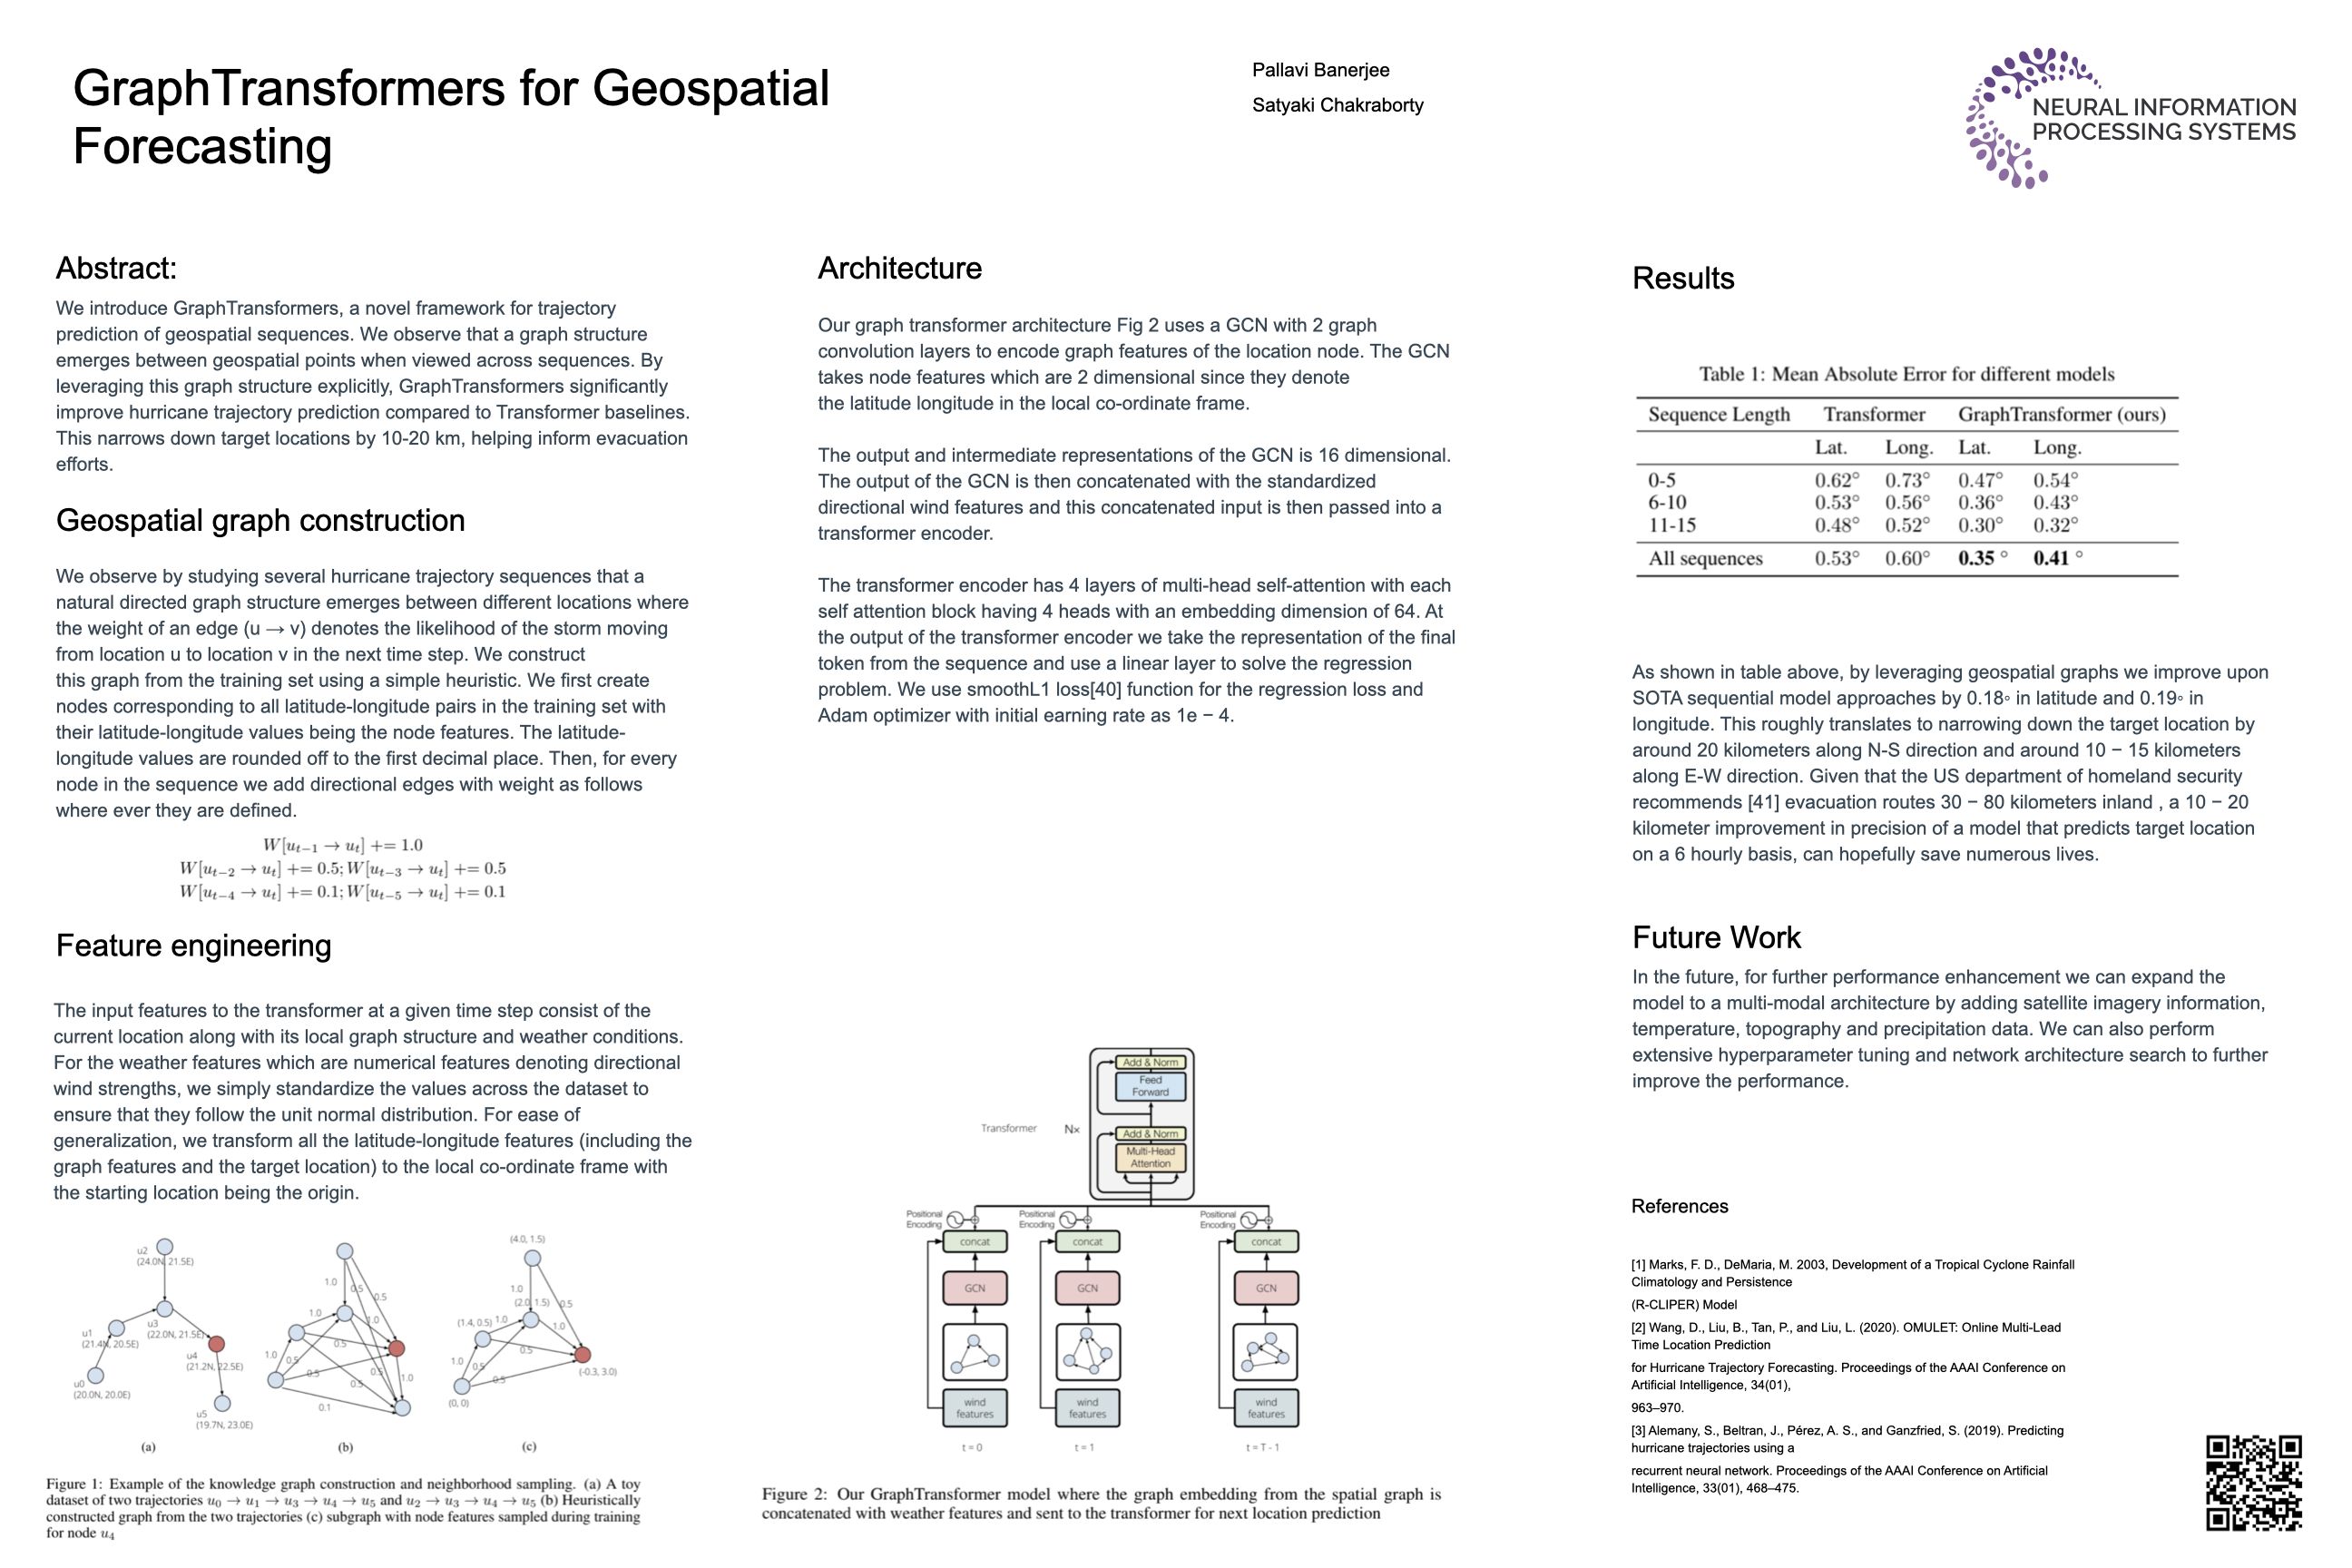 GraphTransformers for Geospatial
Forecasting
Pallavi Banerjee
Satyaki Chakraborty
NEURAL INFORMATION
PROCESSING SYSTEMS
Abstract:
We introduce GraphTransformers, a novel framework for trajectory
prediction of geospatial sequences. We observe that a graph structure
emerges between geospatial points when viewed across sequences. By
leveraging this graph structure explicitly, GraphTransformers significantly
improve hurricane trajectory prediction compared to Transformer baselines.
This narrows down target locations by 10-20 km, helping inform evacuation
efforts.
Geospatial graph construction
We observe by studying several hurricane trajectory sequences that a
natural directed graph structure emerges between different locations where
the weight of an edge (u → v) denotes the likelihood of the storm moving
from location u to location v in the next time step. We construct
this graph from the training set using a simple heuristic. We first create
nodes corresponding to all latitude-longitude pairs in the training set with
their latitude-longitude values being the node features. The latitude-
longitude values are rounded off to the first decimal place. Then, for every
node in the sequence we add directional edges with weight as follows
where ever they are defined.
W[u_{t−1} → u_t] += 1.0
W[u_{t−2} → u_t] += 0.5; W[u_{t−3} → u_t] += 0.5
W[u_{t−4} → u_t] += 0.1; W[u_{t−5} → u_t] += 0.1
Feature engineering
The input features to the transformer at a given time step consist of the
current location along with its local graph structure and weather conditions.
For the weather features which are numerical features denoting directional
wind strengths, we simply standardize the values across the dataset to
ensure that they follow the unit normal distribution. For ease of
generalization, we transform all the latitude-longitude features (including the
graph features and the target location) to the local co-ordinate frame with
the starting location being the origin.
u2
(24.0N, 21.5E)
u1
(21.4N, 20.5E)
u3
(22.0N, 21.5E)
u4
(21.2N, 22.5E)
u0
(20.0N, 20.0E)
u5
(19.7N, 23.0E)
(a)
1.0
0.5
0.5
1.0
1.0
0.5
1.0
0.5
0.5
0.5
0.5
1.0
0.1
(b)
(4.0, 1.5)
1.0
(2.0, 1.5)
0.5
(1.4, 0.5)
1.0
1.0
0.5
1.0
0.5
0.5
(-0.3, 3.0)
(0, 0)
(c)
Figure 1: Example of the knowledge graph construction and neighborhood sampling. (a) A toy
dataset of two trajectories u0 → u1 → u3 → u4 → u5 and u2 → u3 → u4 → u5 (b) Heuristically
constructed graph from the two trajectories (c) subgraph with node features sampled during training
for node u4
Architecture
Our graph transformer architecture Fig 2 uses a GCN with 2 graph
convolution layers to encode graph features of the location node. The GCN
takes node features which are 2 dimensional since they denote
the latitude longitude in the local co-ordinate frame.
The output and intermediate representations of the GCN is 16 dimensional.
The output of the GCN is then concatenated with the standardized
directional wind features and this concatenated input is then passed into a
transformer encoder.
The transformer encoder has 4 layers of multi-head self-attention with each
self attention block having 4 heads with an embedding dimension of 64. At
the output of the transformer encoder we take the representation of the final
token from the sequence and use a linear layer to solve the regression
problem. We use smoothL1 loss[40] function for the regression loss and
Adam optimizer with initial earning rate as 1e − 4.
Add & Norm
Feed
Forward
Transformer Nx
Add & Norm
Multi-Head
Attention
Positional
Encoding
Positional
Encoding
Positional
Encoding
concat concat concat
GCN GCN GCN
wind
features
wind
features
wind
features
t = 0 t = 1 t = T - 1
Figure 2: Our GraphTransformer model where the graph embedding from the spatial graph is
concatenated with weather features and sent to the transformer for next location prediction
Results
Table 1: Mean Absolute Error for different models
Sequence Length Transformer GraphTransformer (ours)
Lat. Long. Lat. Long.
0-5 0.62° 0.73° 0.47° 0.54°
6-10 0.53° 0.56° 0.36° 0.43°
11-15 0.48° 0.52° 0.30° 0.32°
All sequences 0.53° 0.60° 0.35 ° 0.41 °
As shown in table above, by leveraging geospatial graphs we improve upon
SOTA sequential model approaches by 0.18◦ in latitude and 0.19◦ in
longitude. This roughly translates to narrowing down the target location by
around 20 kilometers along N-S direction and around 10 − 15 kilometers
along E-W direction. Given that the US department of homeland security
recommends [41] evacuation routes 30 − 80 kilometers inland , a 10 − 20
kilometer improvement in precision of a model that predicts target location
on a 6 hourly basis, can hopefully save numerous lives.
Future Work
In the future, for further performance enhancement we can expand the
model to a multi-modal architecture by adding satellite imagery information,
temperature, topography and precipitation data. We can also perform
extensive hyperparameter tuning and network architecture search to further
improve the performance.
References
[1] Marks, F. D., DeMaria, M. 2003, Development of a Tropical Cyclone Rainfall
Climatology and Persistence
(R-CLIPER) Model
[2] Wang, D., Liu, B., Tan, P., and Liu, L. (2020). OMULET: Online Multi-Lead
Time Location Prediction
for Hurricane Trajectory Forecasting. Proceedings of the AAAI Conference on
Artificial Intelligence, 34(01),
963–970.
[3] Alemany, S., Beltran, J., Pérez, A. S., and Ganzfried, S. (2019). Predicting
hurricane trajectories using a
recurrent neural network. Proceedings of the AAAI Conference on Artificial
Intelligence, 33(01), 468–475.